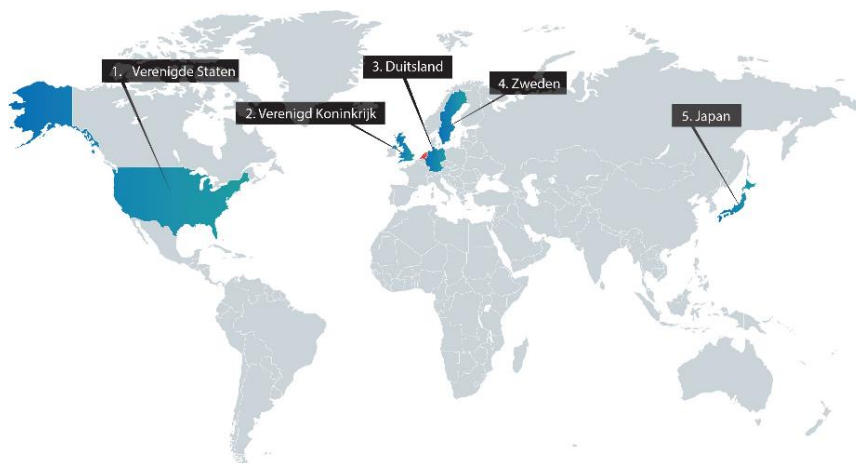 1. Verenigde Staten
2. Verenigd Koninkrijk
3. Duitsland
4. Zweden
5. Japan